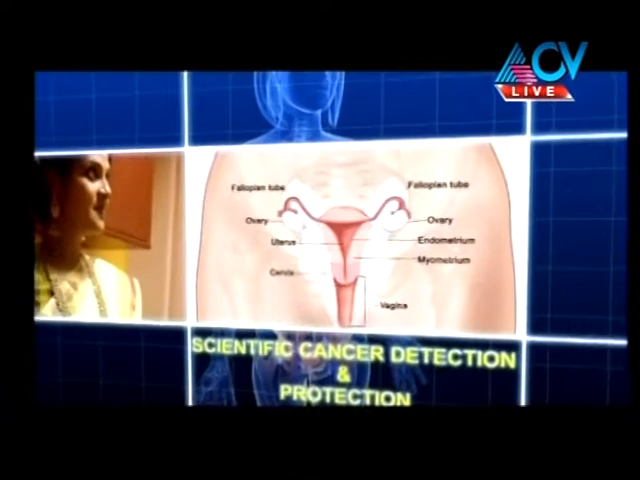 ACV
LIVE
Fallopian tube
Fallopian tube
Ovary
Ovary
Uterus
Endometrium
Myometrium
Cervix
Vagina
SCIENTIFIC CANCER DETECTION
&
PROTECTION